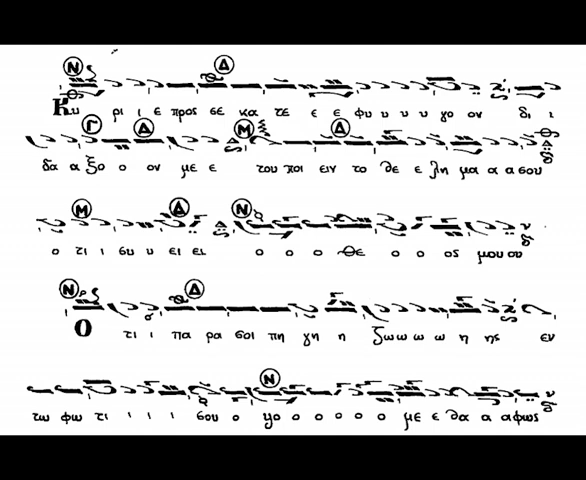 Ν Δ
Κυ ρι ι ε προς σε κα τε ε ε φυ υ υ υ γο ον δι ι
Γ Δ Μ Δ
δα α ξο ο ον με ε του ποι ειν το θε ε λη μα α α σου
Μ Δ Ν
ο τι ι συ υ ει ει ο ο ο Θε ο ο ος μου ου
Ν Δ
Ο τι ι πα ρα σοι πη γη η ζω ω ω ω η ης εν
Ν
τω φω τι ι ι ι σου ο ψο ο ο ο ο ο με ε θα α α φως